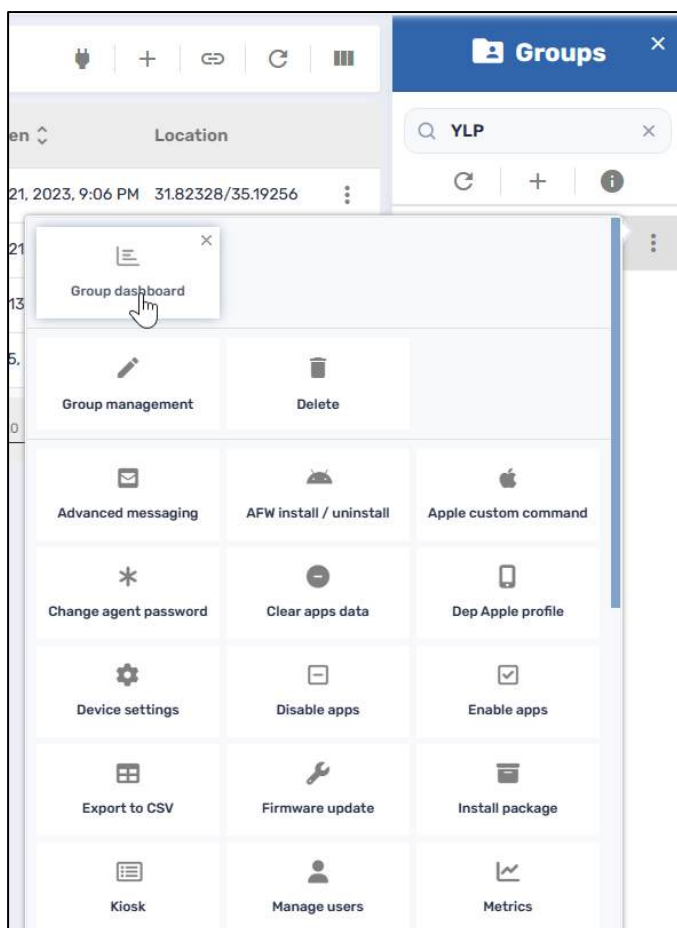 Groups
en Location
YLP
21, 2023, 9:06 PM 31.82328/35.19256
21
Group dashboard
13
5,
Group management Delete
0
Advanced messaging AFW install / uninstall Apple custom command
Change agent password Clear apps data Dep Apple profile
Device settings Disable apps Enable apps
Export to CSV Firmware update Install package
Kiosk Manage users Metrics